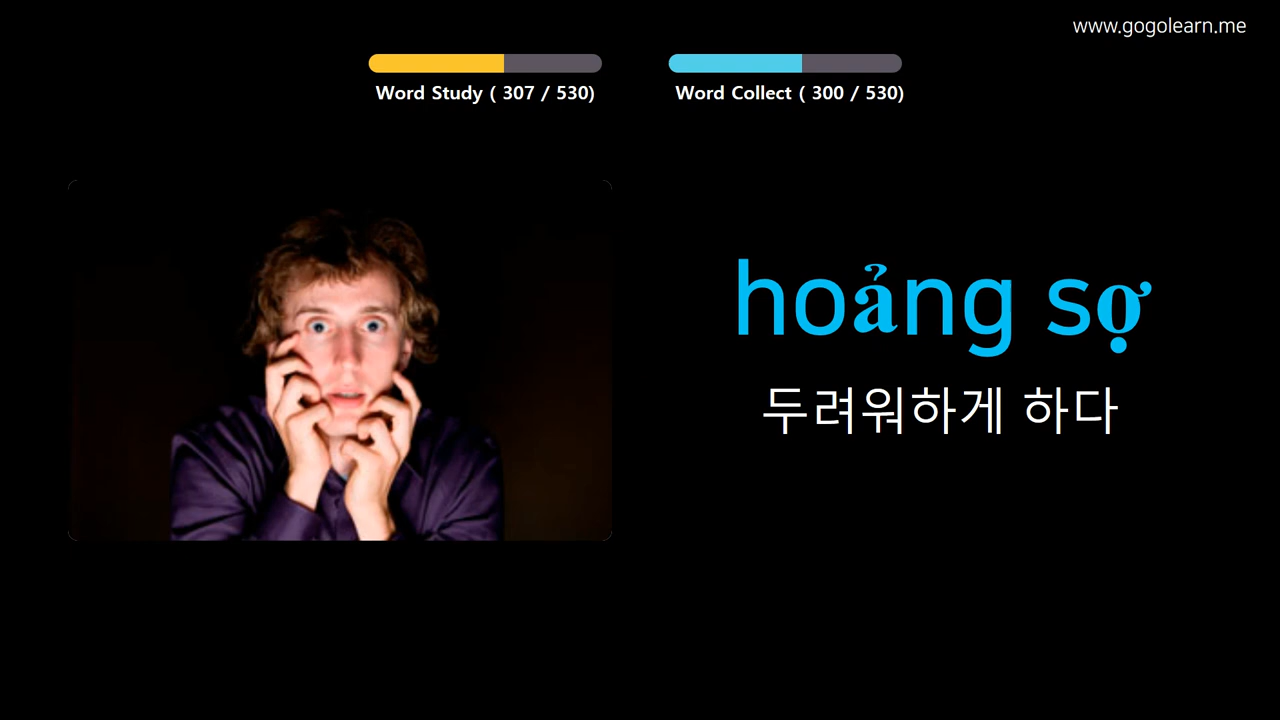 www.gogolearn.me
Word Study ( 307 / 530)
Word Collect ( 300 / 530)
hoảng sợ
두려워하게 하다